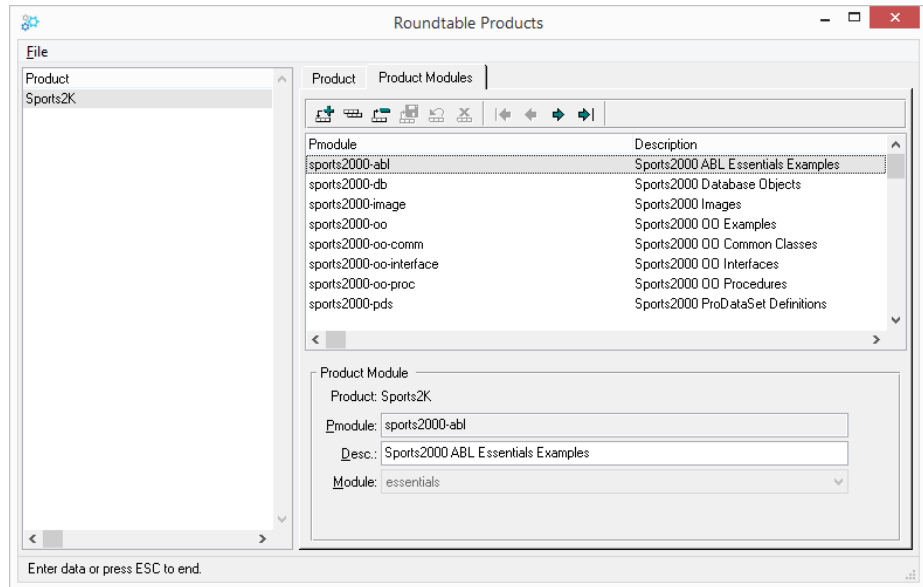 Roundtable Products
File
Product
Sports2K
Product Product Modules
Pmodule Description
sports2000-abl Sports2000 ABL Essentials Examples
sports2000-db Sports2000 Database Objects
sports2000-image Sports2000 Images
sports2000-oo Sports2000 OO Examples
sports2000-oo-comm Sports2000 OO Common Classes
sports2000-oo-interface Sports2000 OO Interfaces
sports2000-oo-proc Sports2000 OO Procedures
sports2000-pds Sports2000 ProDataSet Definitions
Product Module
Product: Sports2K
Pmodule: sports2000-abl
Desc.: Sports2000 ABL Essentials Examples
Module: essentials
Enter data or press ESC to end.